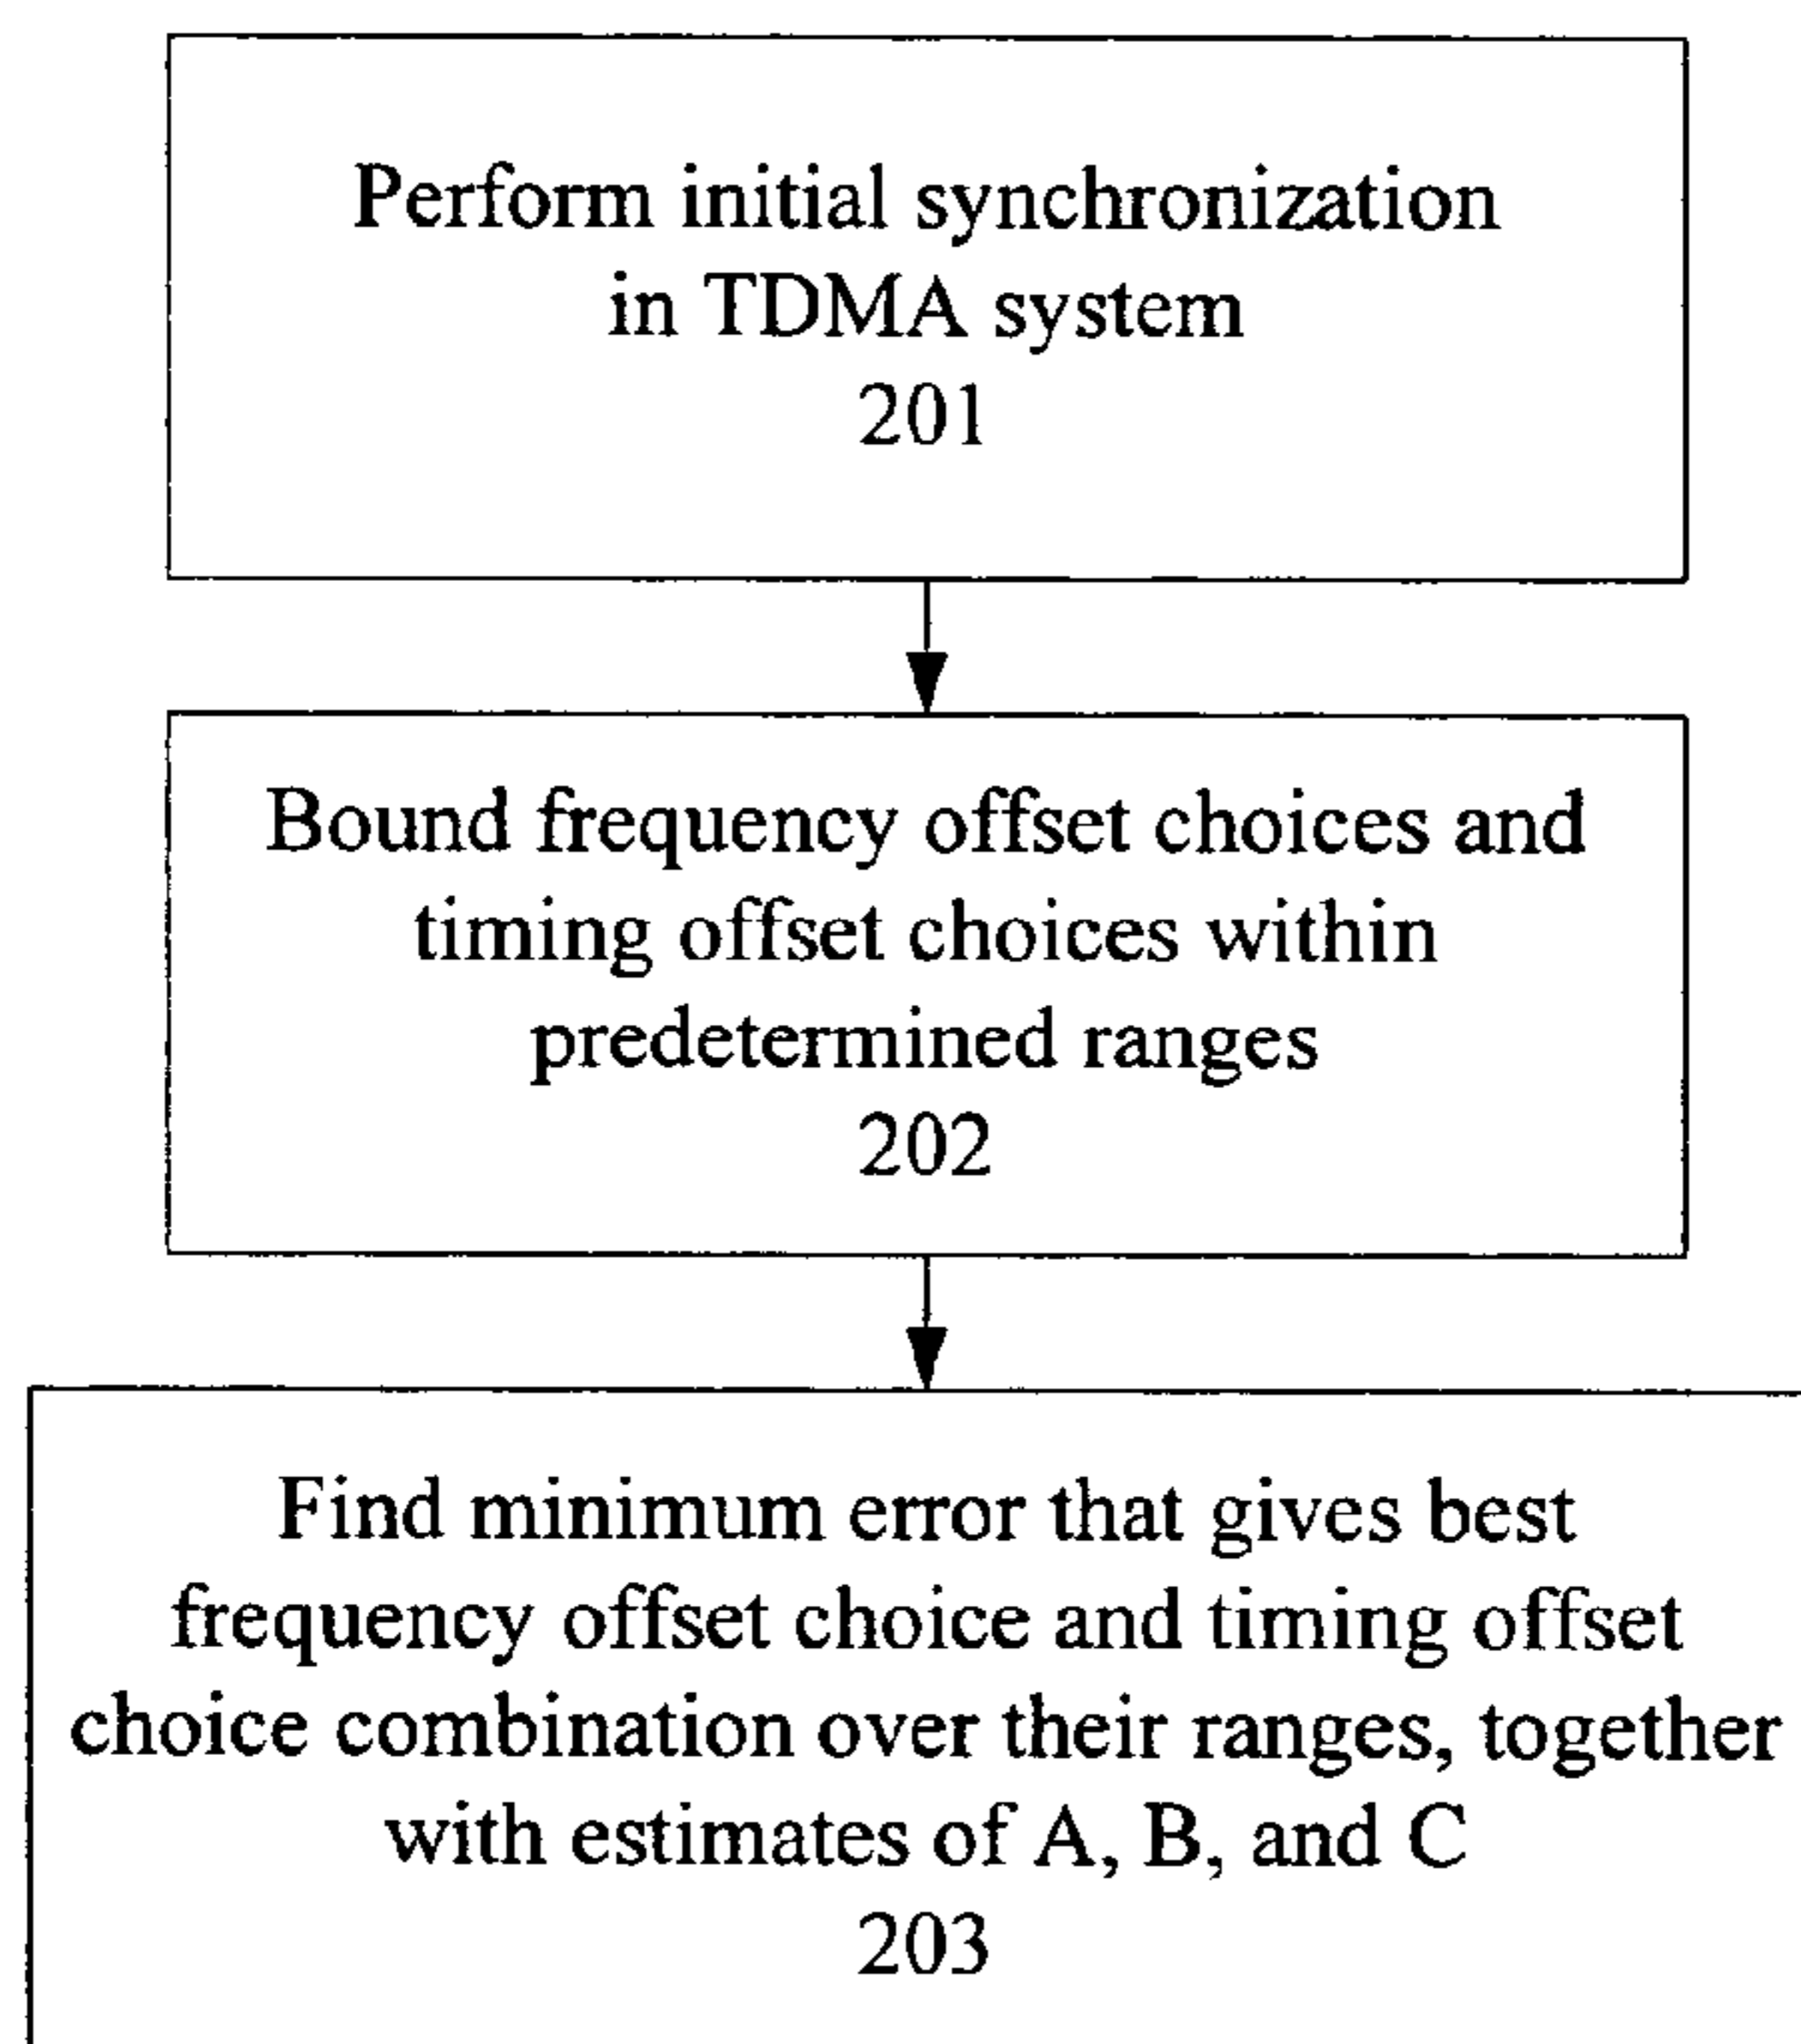 Perform initial synchronization
in TDMA system
201
Bound frequency offset choices and
timing offset choices within
predetermined ranges
202
Find minimum error that gives best
frequency offset choice and timing offset
choice combination over their ranges, together
with estimates of A, B, and C
203